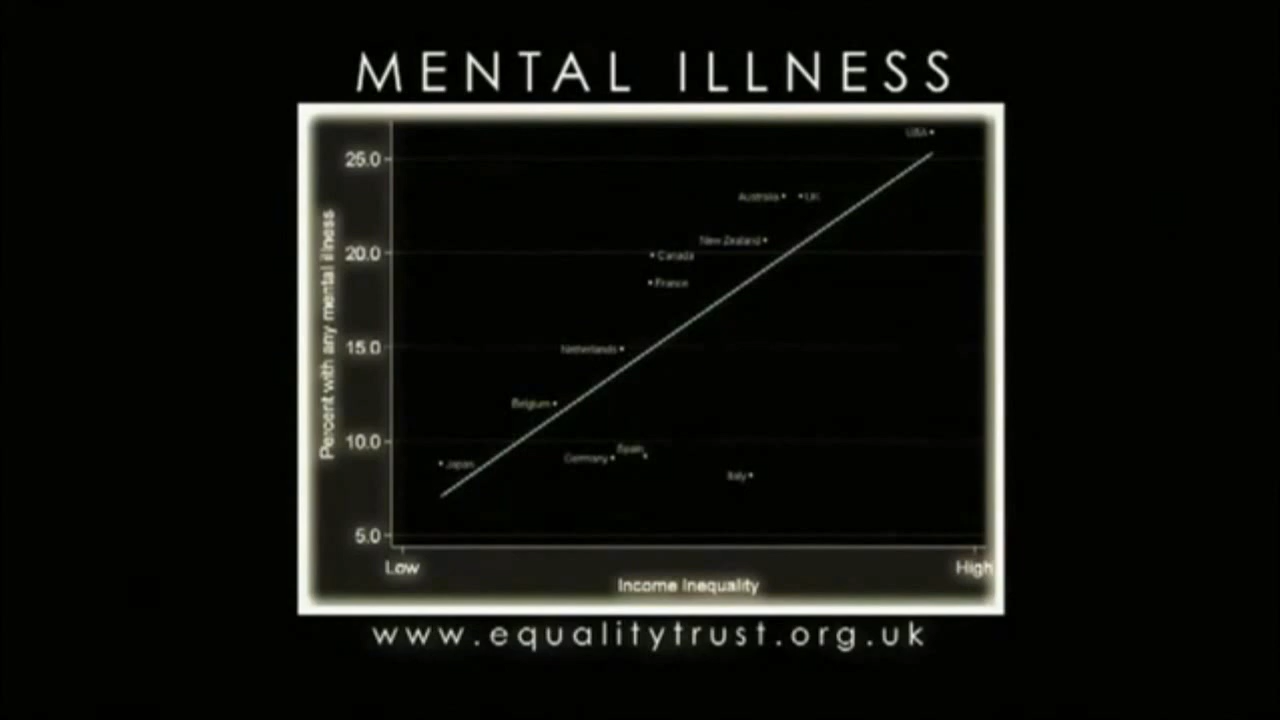 MENTAL ILLNESS
USA
25.0
Australia
UK
New Zealand
20.0
Canada
France
Percent with any mental illness
15.0
Netherlands
Belgium
10.0
Spain
Germany
Japan
Italy
5.0
Low
High
Income Inequality
www.equalitytrust.org.uk